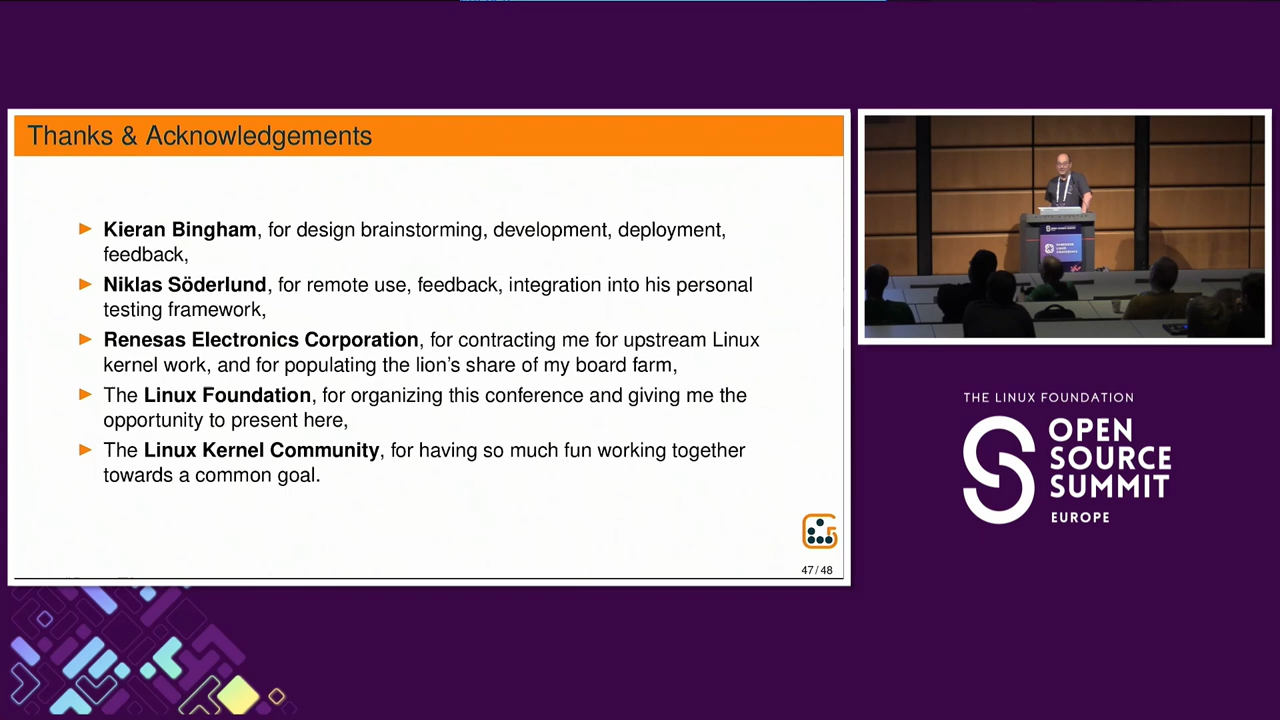 Thanks & Acknowledgements
► Kieran Bingham, for design brainstorming, development, deployment,
feedback,
► Niklas Söderlund, for remote use, feedback, integration into his personal
testing framework,
► Renesas Electronics Corporation, for contracting me for upstream Linux
kernel work, and for populating the lion's share of my board farm,
► The Linux Foundation, for organizing this conference and giving me the
opportunity to present here,
► The Linux Kernel Community, for having so much fun working together
towards a common goal.
47 / 48
THE LINUX FOUNDATION
OPEN
SOURCE
SUMMIT
EUROPE